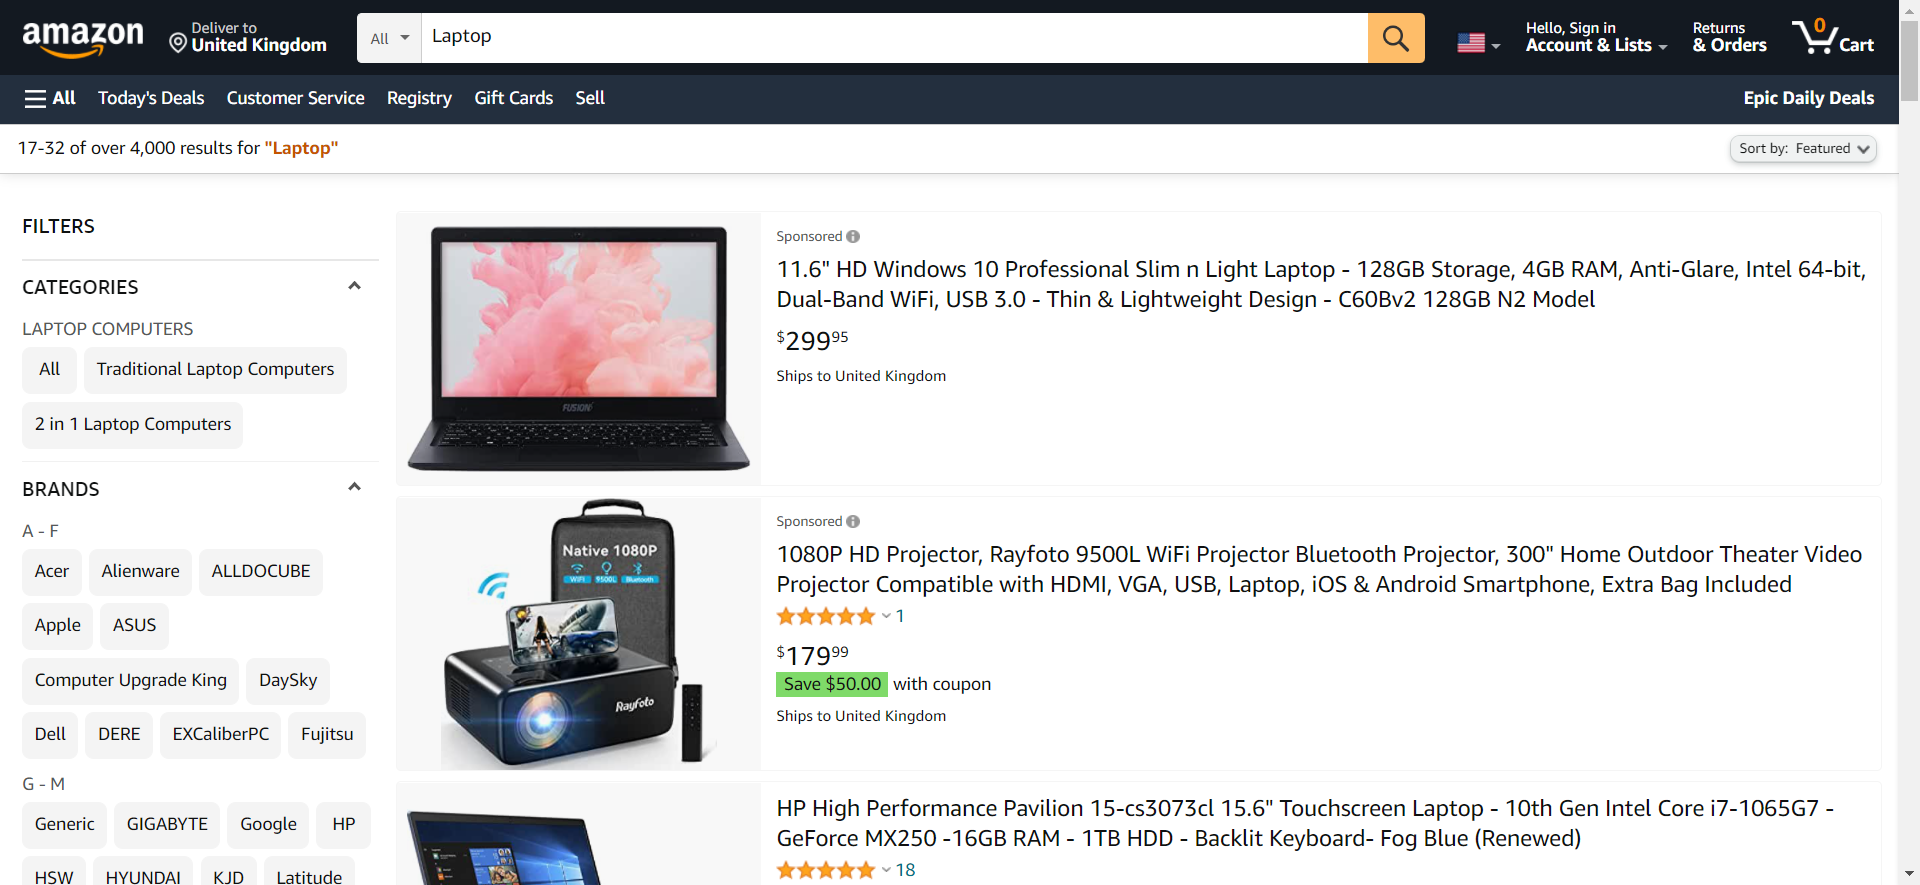 amazon
Deliver to
United Kingdom
All
Laptop
Hello, Sign in
Account & Lists
Returns
& Orders
0
Cart
All
Today's Deals
Customer Service
Registry
Gift Cards
Sell
Epic Daily Deals
17-32 of over 4,000 results for "Laptop"
Sort by: Featured
FILTERS
CATEGORIES
LAPTOP COMPUTERS
All
Traditional Laptop Computers
2 in 1 Laptop Computers
BRANDS
A - F
Acer
Alienware
ALLDOCUBE
Apple
ASUS
Computer Upgrade King
DaySky
Dell
DERE
EXCaliberPC
Fujitsu
G - M
Generic
GIGABYTE
Google
HP
HSW
HYUNDAI
KJD
Latitude
FUSION
Sponsored
11.6" HD Windows 10 Professional Slim n Light Laptop - 128GB Storage, 4GB RAM, Anti-Glare, Intel 64-bit,
Dual-Band WiFi, USB 3.0 - Thin & Lightweight Design - C60Bv2 128GB N2 Model
$29995
Ships to United Kingdom
Native 1080P
WiFi
9500L
Bluetooth
Rayfoto
Sponsored
1080P HD Projector, Rayfoto 9500L WiFi Projector Bluetooth Projector, 300" Home Outdoor Theater Video
Projector Compatible with HDMI, VGA, USB, Laptop, iOS & Android Smartphone, Extra Bag Included
1
$17999
Save $50.00 with coupon
Ships to United Kingdom
HP High Performance Pavilion 15-cs3073cl 15.6" Touchscreen Laptop - 10th Gen Intel Core i7-1065G7 -
GeForce MX250 -16GB RAM - 1TB HDD - Backlit Keyboard- Fog Blue (Renewed)
18